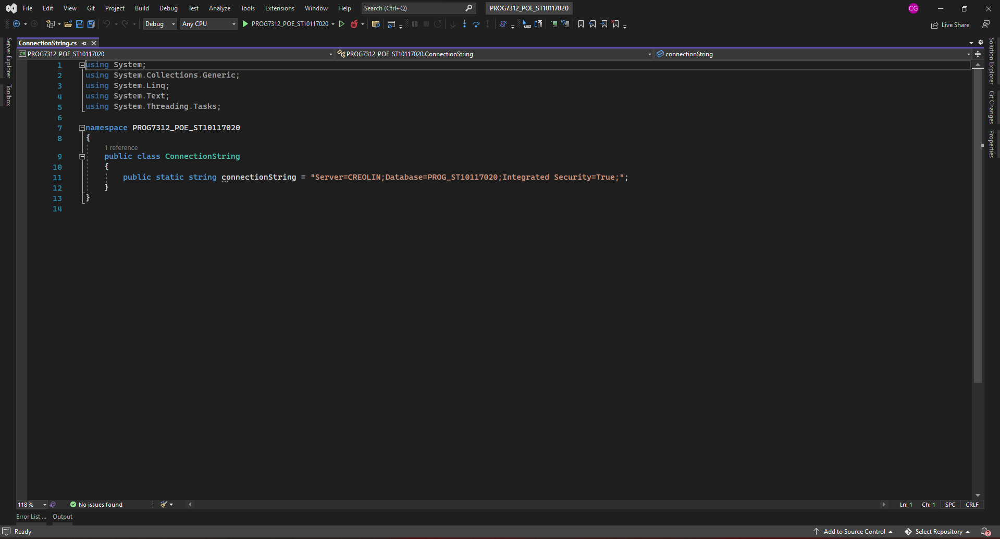 File Edit View Git Project Build Debug Test Analyze Tools Extensions Window Help Search (Ctrl+Q) PROG7312_POE_ST10117020 CG
Debug Any CPU PROG7312_POE_ST10117020 Live Share
Server Explorer
Toolbox
ConnectionString.cs
PROG7312_POE_ST10117020 PROG7312_POE_ST10117020.ConnectionString connectionString
1 using System;
2 using System.Collections.Generic;
3 using System.Linq;
4 using System.Text;
5 using System.Threading.Tasks;
6
7 namespace PROG7312_POE_ST10117020
8 {
1 reference
9 public class ConnectionString
10 {
11 public static string connectionString = "Server=CREOLIN;Database=PROG_ST10117020;Integrated Security=True;";
12 }
13 }
14
Solution Explorer
Git Changes
Properties
118 % No issues found Ln: 1 Ch: 1 SPC CRLF
Error List ... Output
Ready Add to Source Control Select Repository 2